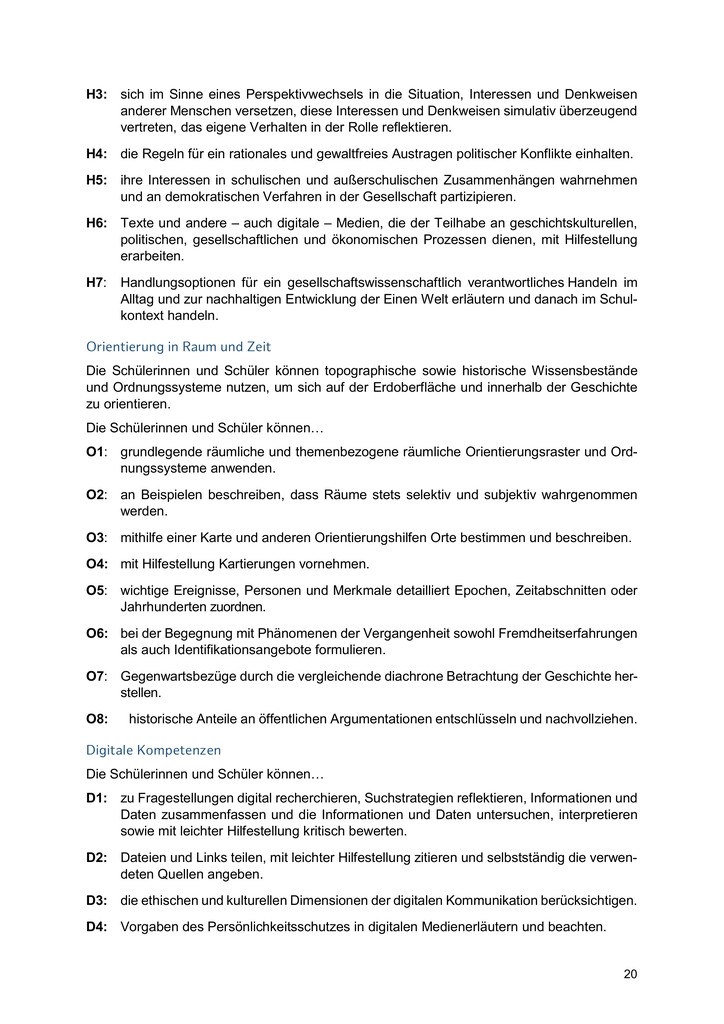 H3: sich im Sinne eines Perspektivwechsels in die Situation, Interessen und Denkweisen
anderer Menschen versetzen, diese Interessen und Denkweisen simulativ überzeugend
vertreten, das eigene Verhalten in der Rolle reflektieren.
H4: die Regeln für ein rationales und gewaltfreies Austragen politischer Konflikte einhalten.
H5: ihre Interessen in schulischen und außerschulischen Zusammenhängen wahrnehmen
und an demokratischen Verfahren in der Gesellschaft partizipieren.
H6: Texte und andere – auch digitale – Medien, die der Teilhabe an geschichtskulturellen,
politischen, gesellschaftlichen und ökonomischen Prozessen dienen, mit Hilfestellung
erarbeiten.
H7: Handlungsoptionen für ein gesellschaftswissenschaftlich verantwortliches Handeln im
Alltag und zur nachhaltigen Entwicklung der Einen Welt erläutern und danach im Schul-
kontext handeln.
Orientierung in Raum und Zeit
Die Schülerinnen und Schüler können topographische sowie historische Wissensbestände
und Ordnungssysteme nutzen, um sich auf der Erdoberfläche und innerhalb der Geschichte
zu orientieren.
Die Schülerinnen und Schüler können…
O1: grundlegende räumliche und themenbezogene räumliche Orientierungsraster und Ord-
nungssysteme anwenden.
O2: an Beispielen beschreiben, dass Räume stets selektiv und subjektiv wahrgenommen
werden.
O3: mithilfe einer Karte und anderen Orientierungshilfen Orte bestimmen und beschreiben.
O4: mit Hilfestellung Kartierungen vornehmen.
O5: wichtige Ereignisse, Personen und Merkmale detailliert Epochen, Zeitabschnitten oder
Jahrhunderten zuordnen.
O6: bei der Begegnung mit Phänomenen der Vergangenheit sowohl Fremdheitserfahrungen
als auch Identifikationsangebote formulieren.
O7: Gegenwartsbezüge durch die vergleichende diachrone Betrachtung der Geschichte her-
stellen.
O8: historische Anteile an öffentlichen Argumentationen entschlüsseln und nachvollziehen.
Digitale Kompetenzen
Die Schülerinnen und Schüler können…
D1: zu Fragestellungen digital recherchieren, Suchstrategien reflektieren, Informationen und
Daten zusammenfassen und die Informationen und Daten untersuchen, interpretieren
sowie mit leichter Hilfestellung kritisch bewerten.
D2: Dateien und Links teilen, mit leichter Hilfestellung zitieren und selbstständig die verwen-
deten Quellen angeben.
D3: die ethischen und kulturellen Dimensionen der digitalen Kommunikation berücksichtigen.
D4: Vorgaben des Persönlichkeitsschutzes in digitalen Medienerläutern und beachten.
20